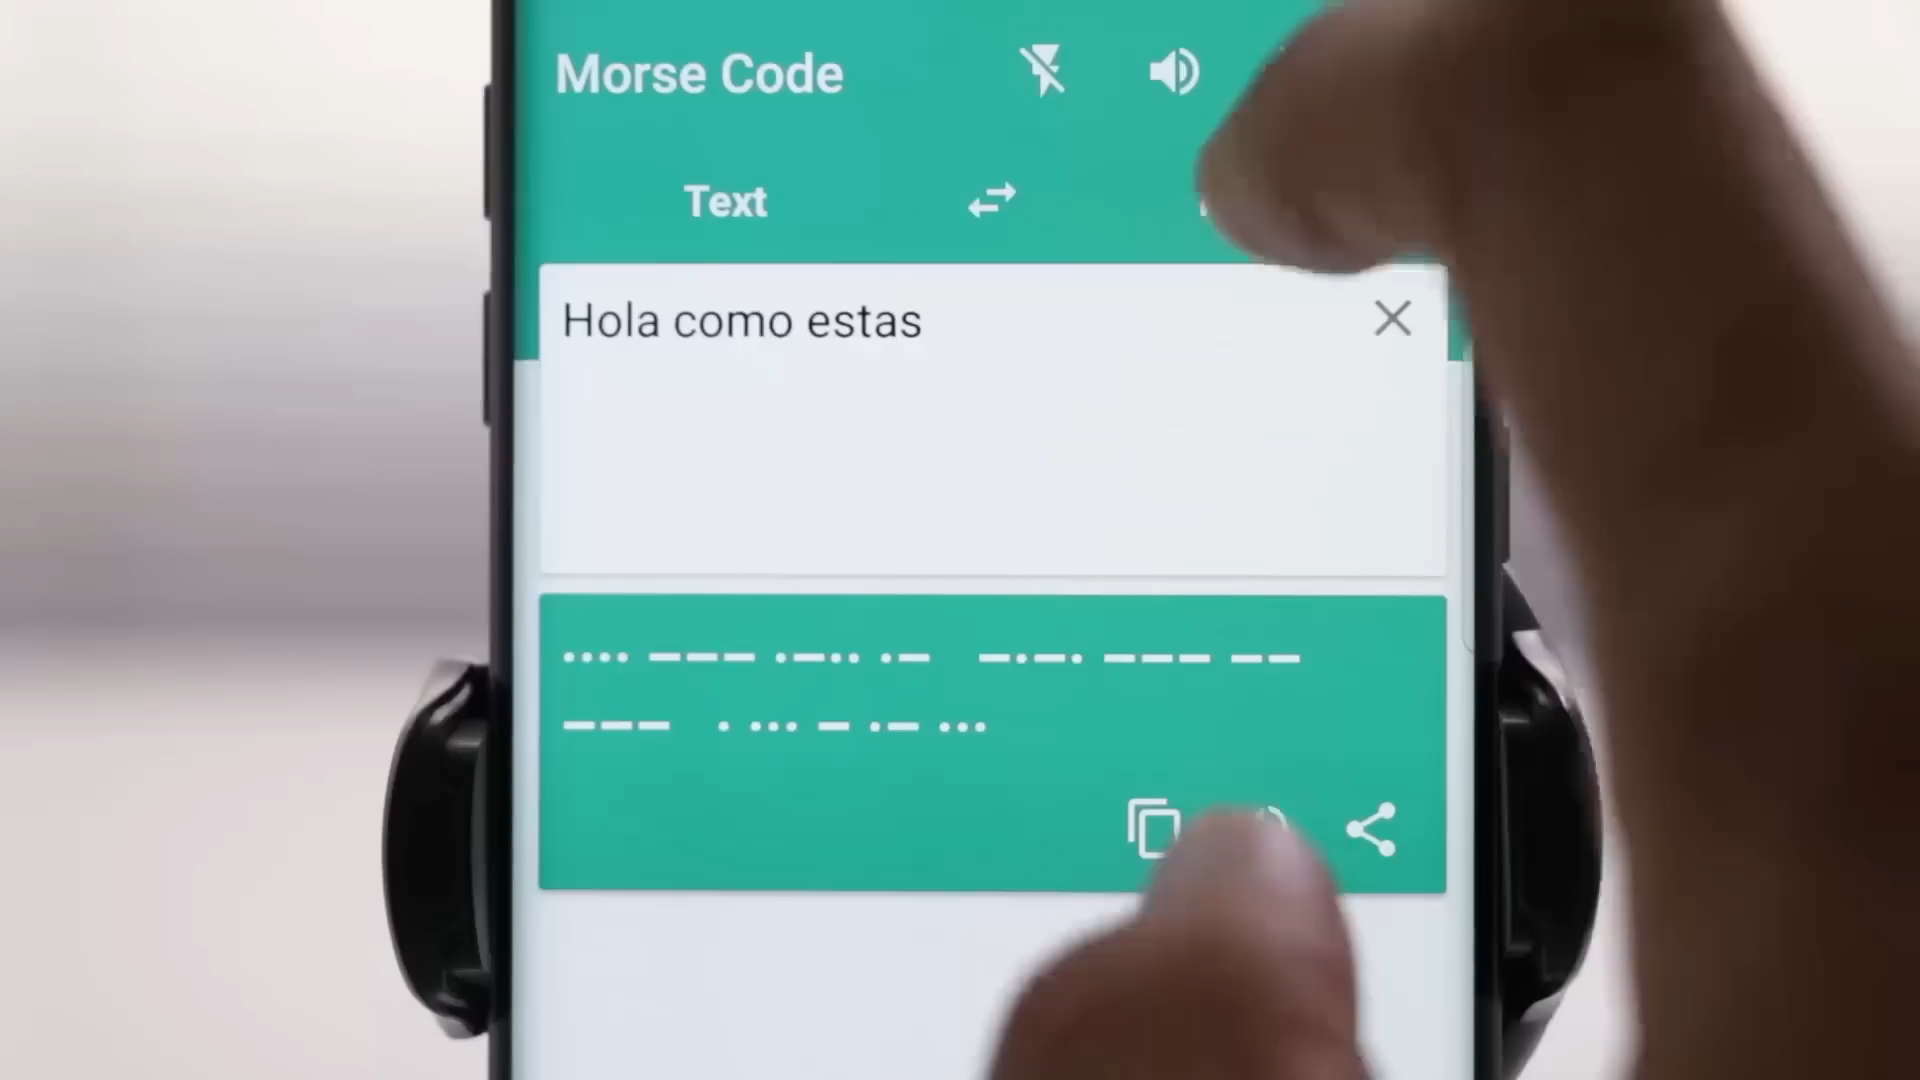 Morse Code
Text
Hola como estas
•••• ——— •—•• •—  —•—• ——— ——
———  • ••• — •— •••